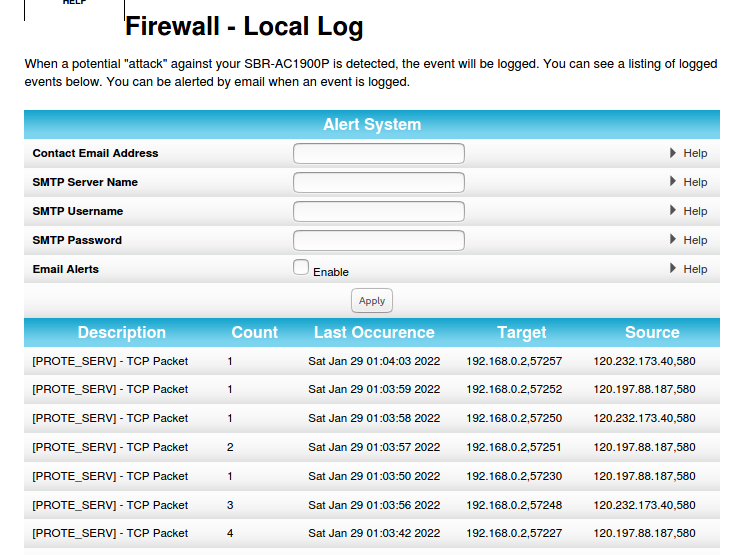 HELP
Firewall - Local Log
When a potential "attack" against your SBR-AC1900P is detected, the event will be logged. You can see a listing of logged
events below. You can be alerted by email when an event is logged.
Alert System
Contact Email Address Help
SMTP Server Name Help
SMTP Username Help
SMTP Password Help
Email Alerts Enable Help
Apply
Description Count Last Occurence Target Source
[PROTE_SERV] - TCP Packet 1 Sat Jan 29 01:04:03 2022 192.168.0.2,57257 120.232.173.40,580
[PROTE_SERV] - TCP Packet 1 Sat Jan 29 01:03:59 2022 192.168.0.2,57252 120.197.88.187,580
[PROTE_SERV] - TCP Packet 1 Sat Jan 29 01:03:58 2022 192.168.0.2,57250 120.232.173.40,580
[PROTE_SERV] - TCP Packet 2 Sat Jan 29 01:03:57 2022 192.168.0.2,57251 120.197.88.187,580
[PROTE_SERV] - TCP Packet 1 Sat Jan 29 01:03:50 2022 192.168.0.2,57230 120.197.88.187,580
[PROTE_SERV] - TCP Packet 3 Sat Jan 29 01:03:56 2022 192.168.0.2,57248 120.232.173.40,580
[PROTE_SERV] - TCP Packet 4 Sat Jan 29 01:03:42 2022 192.168.0.2,57227 120.197.88.187,580